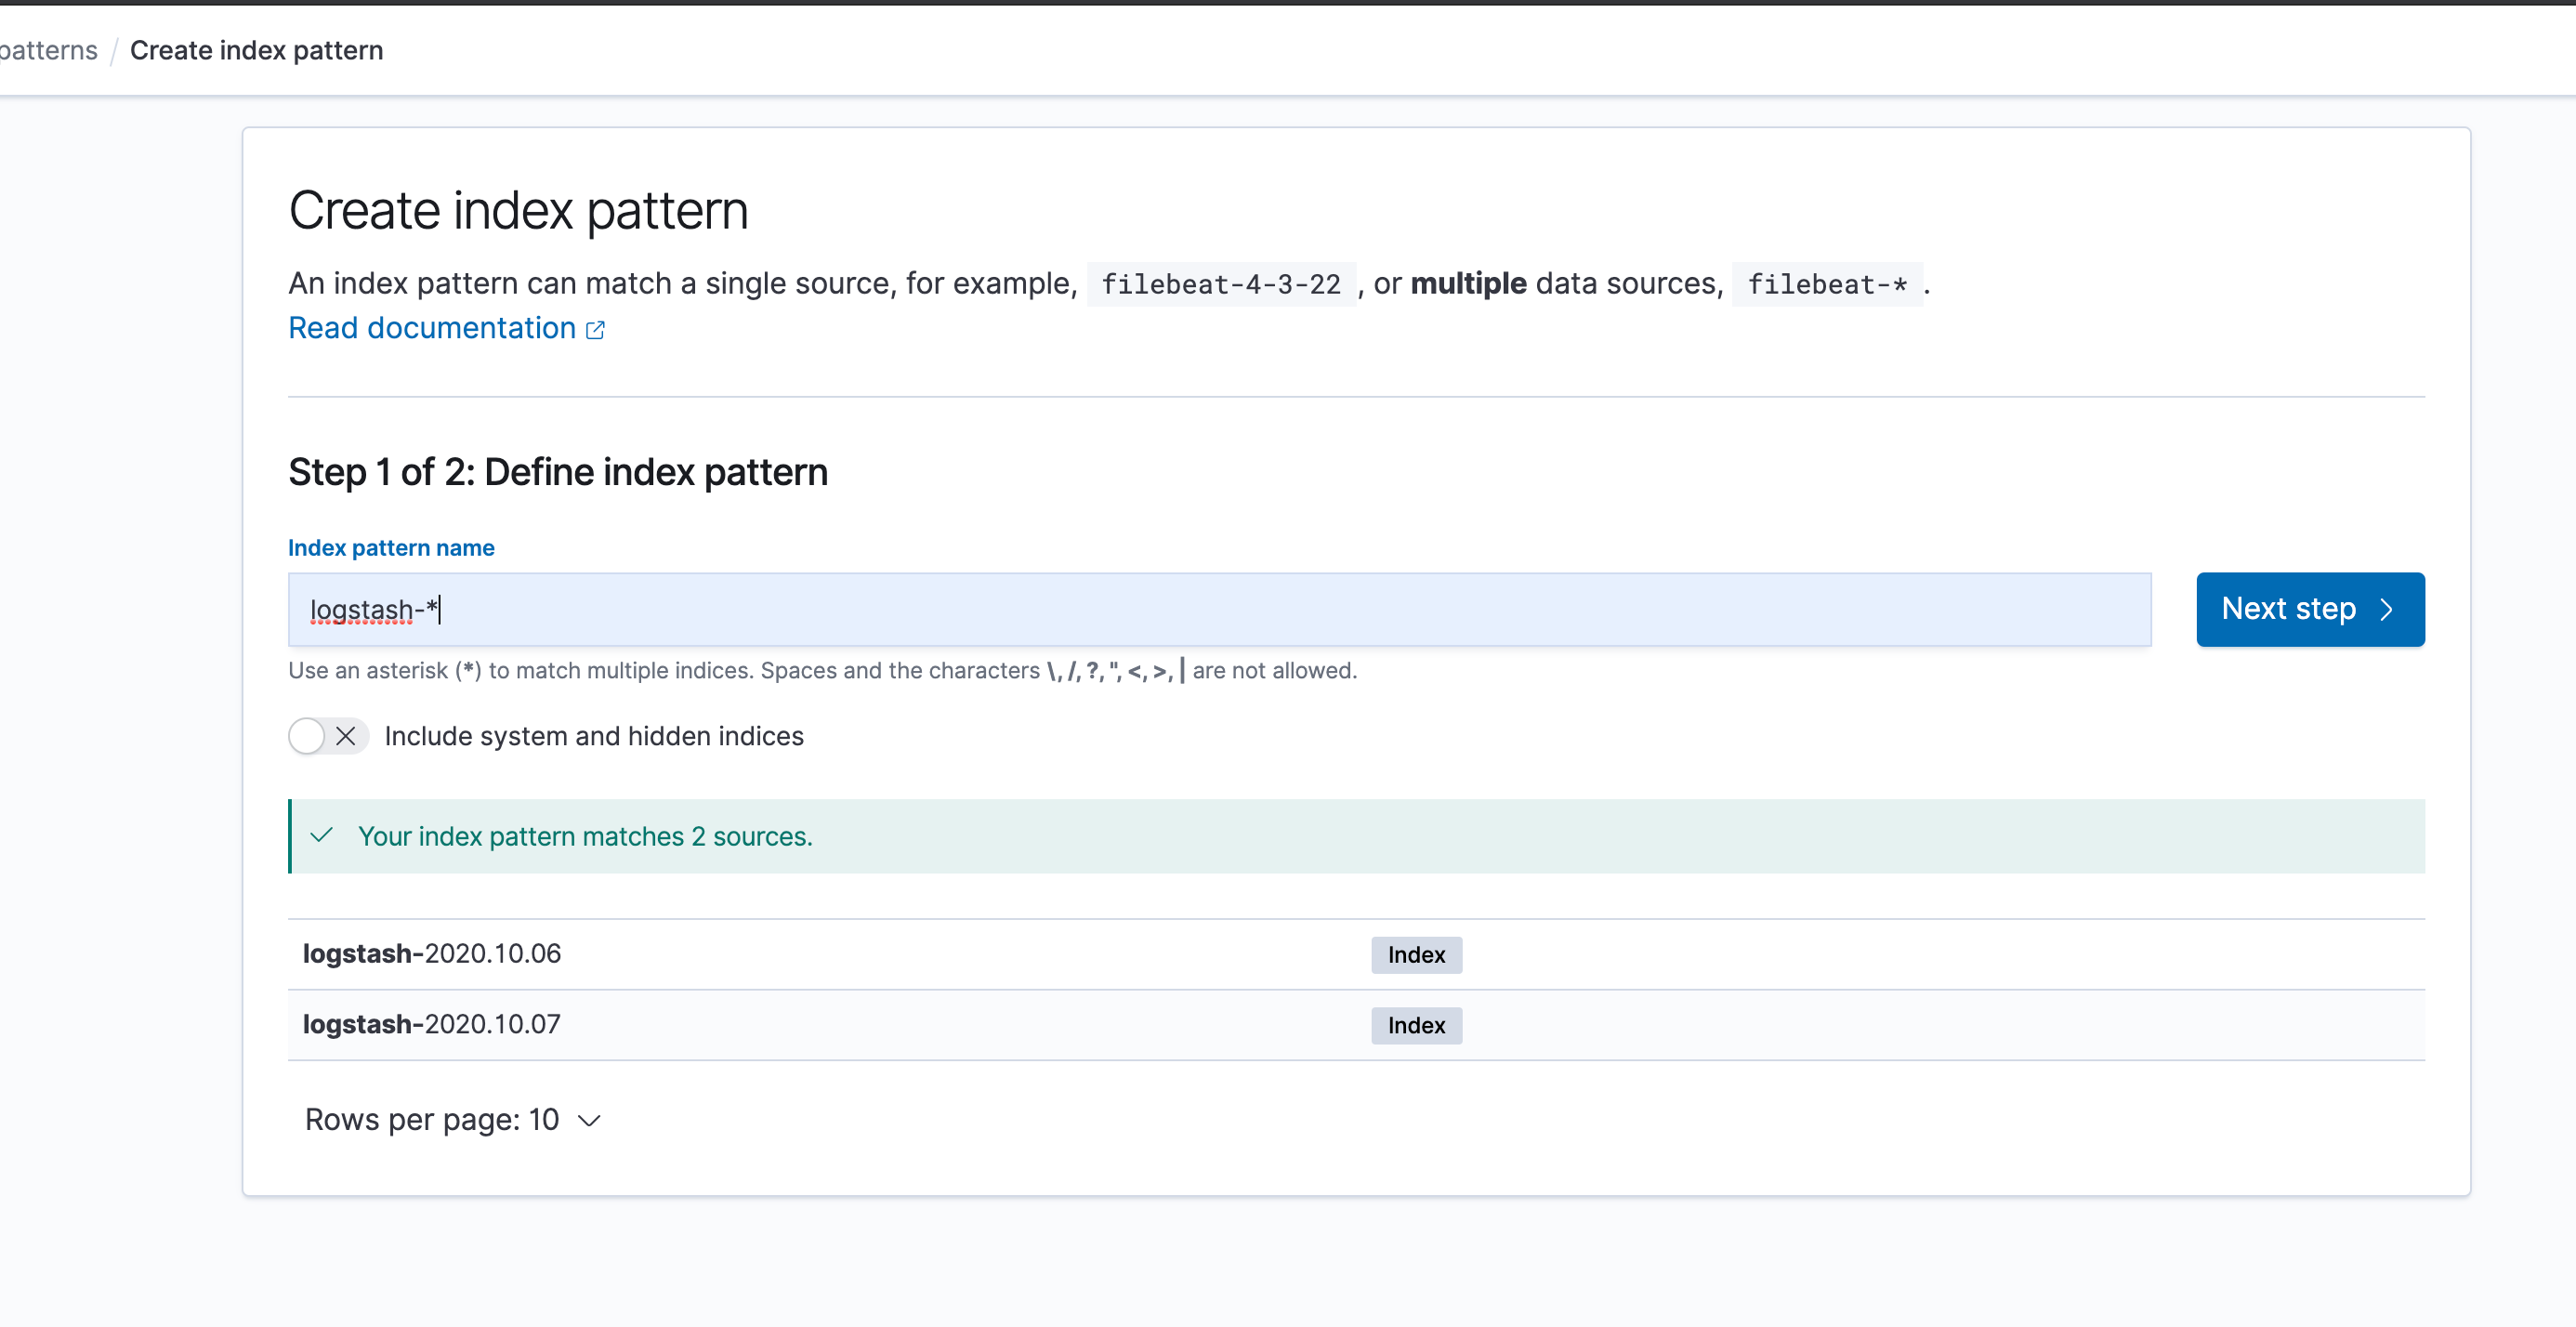 patterns / Create index pattern
Create index pattern
An index pattern can match a single source, for example, filebeat-4-3-22 , or multiple data sources, filebeat-* .
Read documentation
Step 1 of 2: Define index pattern
Index pattern name
logstash-*
Next step
Use an asterisk (*) to match multiple indices. Spaces and the characters \, /, ?, ", <, >, | are not allowed.
Include system and hidden indices
Your index pattern matches 2 sources.
logstash-2020.10.06 Index
logstash-2020.10.07 Index
Rows per page: 10